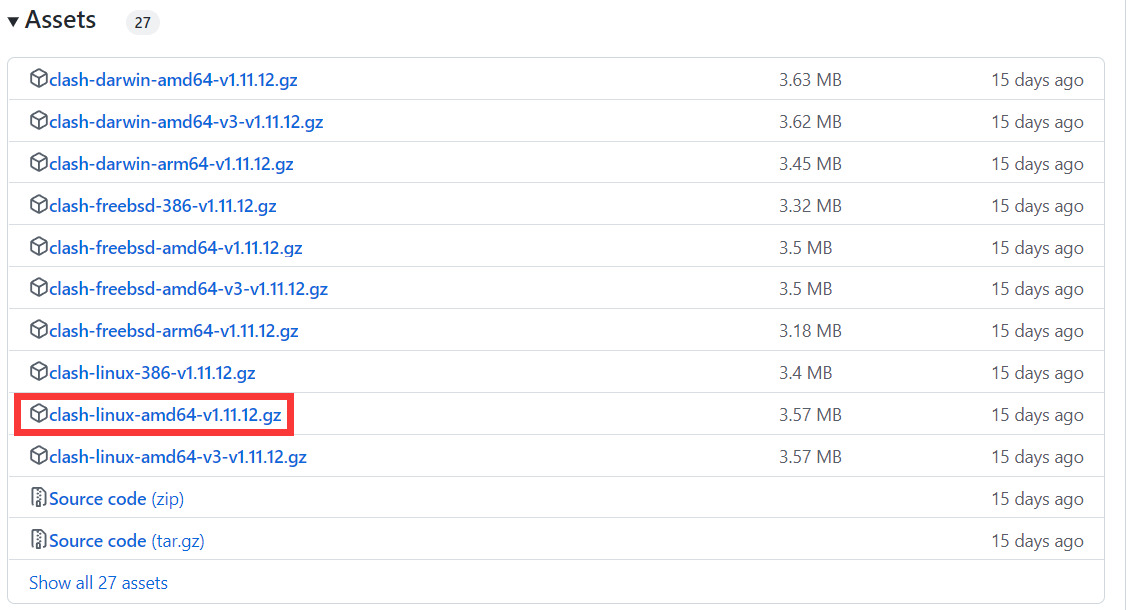 Assets 27
clash-darwin-amd64-v1.11.12.gz 3.63 MB 15 days ago
clash-darwin-amd64-v3-v1.11.12.gz 3.62 MB 15 days ago
clash-darwin-arm64-v1.11.12.gz 3.45 MB 15 days ago
clash-freebsd-386-v1.11.12.gz 3.32 MB 15 days ago
clash-freebsd-amd64-v1.11.12.gz 3.5 MB 15 days ago
clash-freebsd-amd64-v3-v1.11.12.gz 3.5 MB 15 days ago
clash-freebsd-arm64-v1.11.12.gz 3.18 MB 15 days ago
clash-linux-386-v1.11.12.gz 3.4 MB 15 days ago
clash-linux-amd64-v1.11.12.gz 3.57 MB 15 days ago
clash-linux-amd64-v3-v1.11.12.gz 3.57 MB 15 days ago
Source code (zip) 15 days ago
Source code (tar.gz) 15 days ago
Show all 27 assets